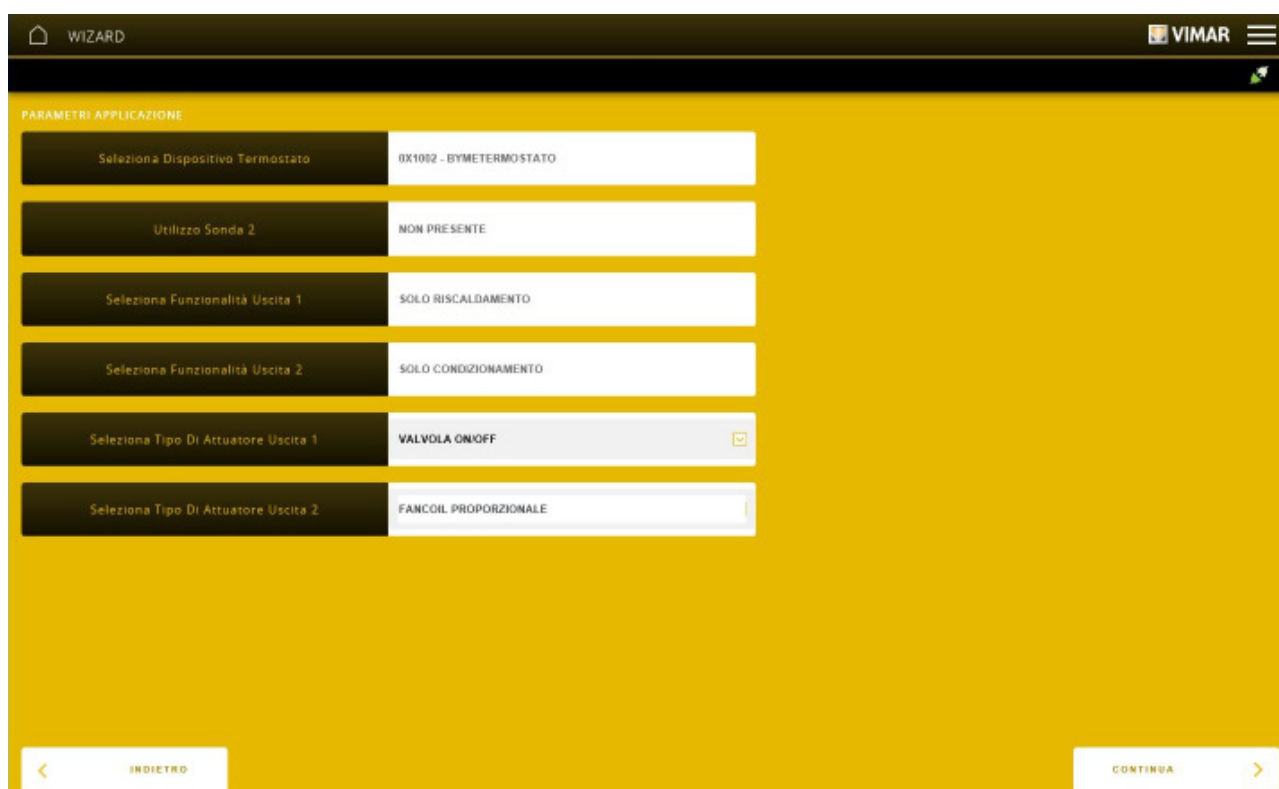 WIZARD
VIMAR
PARAMETRI APPLICAZIONE
Seleziona Dispositivo Termostato
0X1002 - BYMETERMOSTATO
Utilizzo Sonda 2
NON PRESENTE
Seleziona Funzionalità Uscita 1
SOLO RISCALDAMENTO
Seleziona Funzionalità Uscita 2
SOLO CONDIZIONAMENTO
Seleziona Tipo Di Attuatore Uscita 1
VALVOLA ON/OFF
Seleziona Tipo Di Attuatore Uscita 2
FANCOIL PROPORZIONALE
INDIETRO
CONTINUA